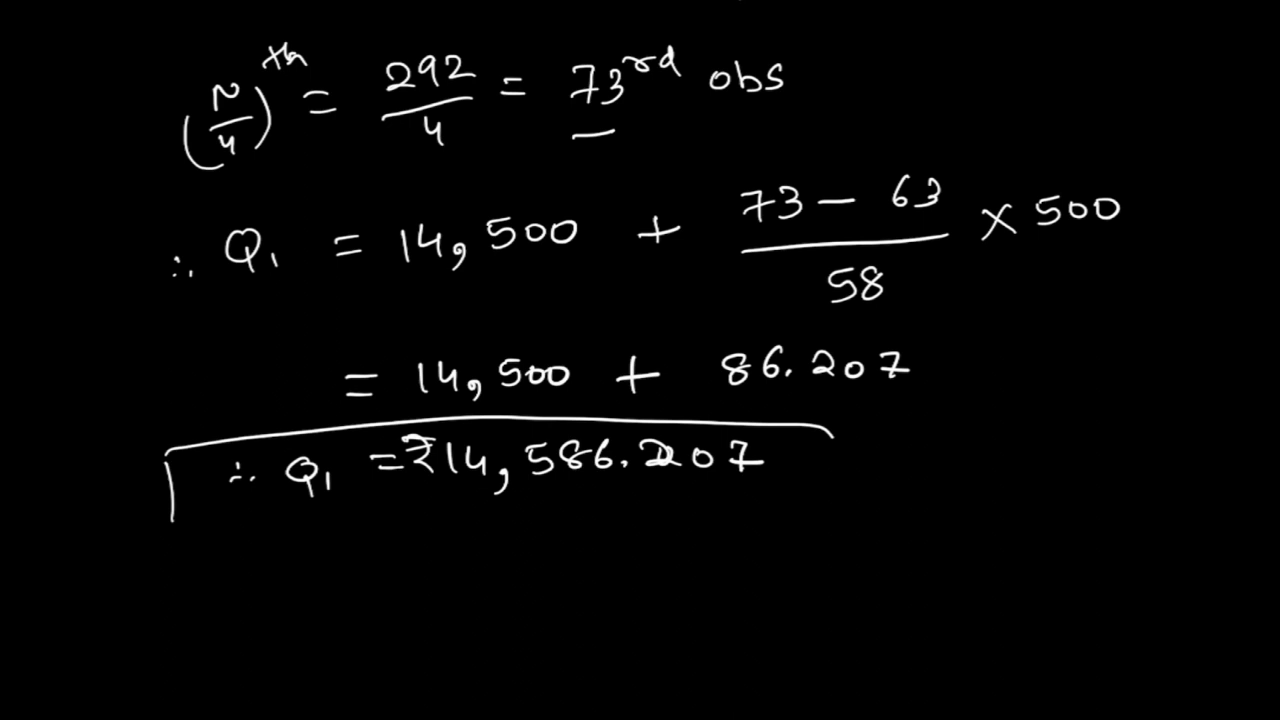 (N/4)^th = 292/4 = 73^rd obs
∴ Q₁ = 14,500 + (73 − 63)/58 × 500
= 14,500 + 86.207
∴ Q₁ = ₹14,586.207